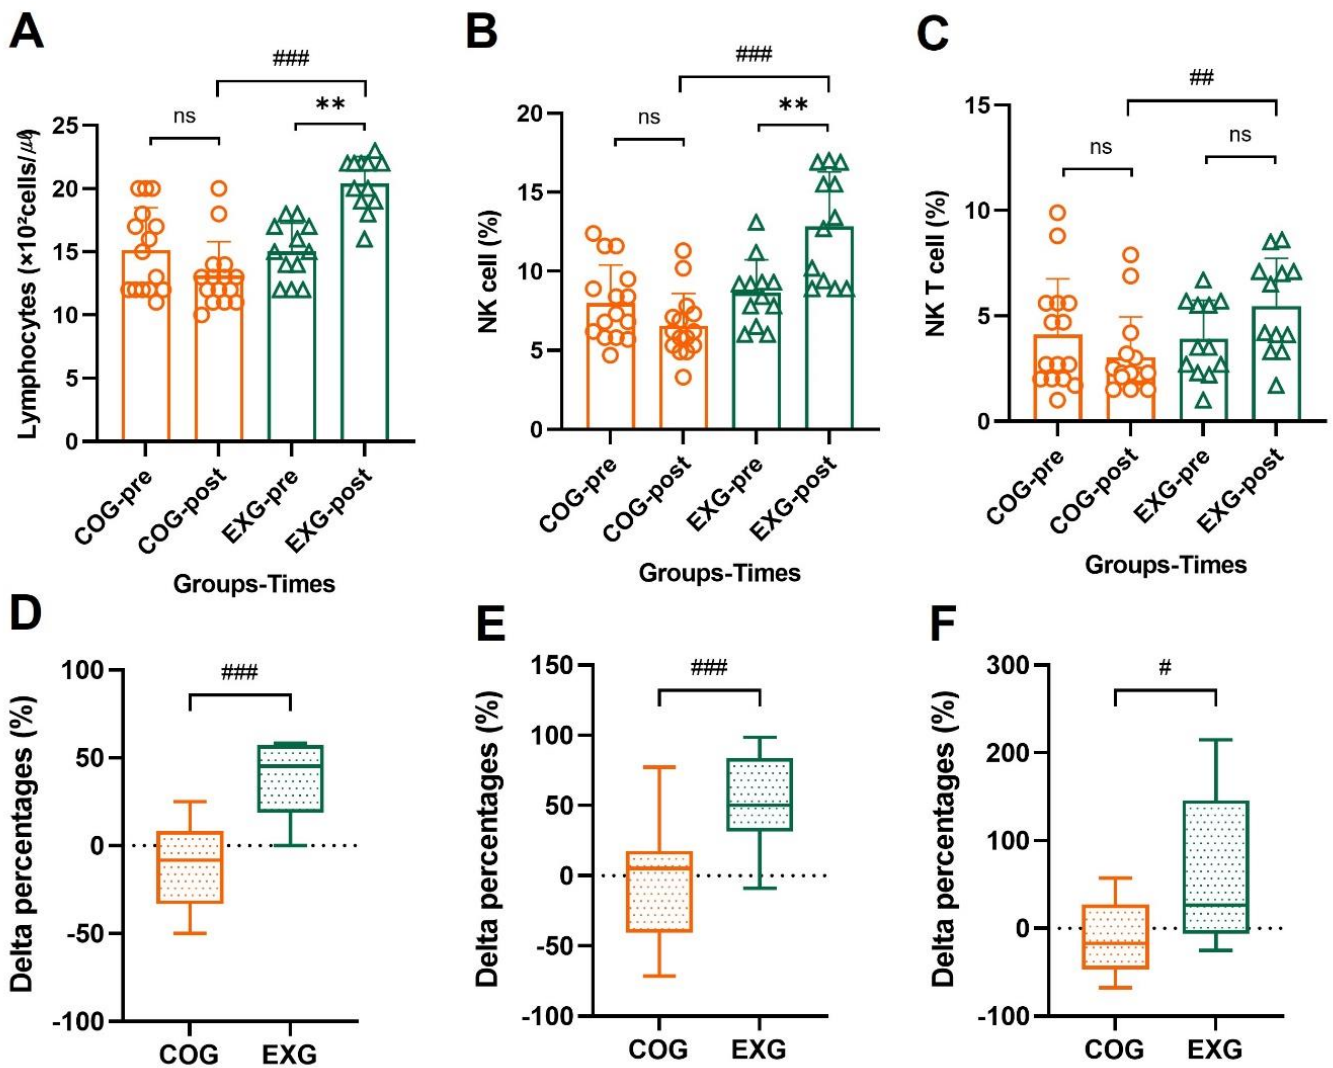 A
###
ns
**
Lymphocytes (×10²cells/㎕)
25
20
15
10
5
0
COG-pre
COG-post
EXG-pre
EXG-post
Groups-Times
B
###
ns
**
NK cell (%)
20
15
10
5
0
COG-pre
COG-post
EXG-pre
EXG-post
Groups-Times
C
##
ns
ns
NK T cell (%)
15
10
5
0
COG-pre
COG-post
EXG-pre
EXG-post
Groups-Times
D
###
Delta percentages (%)
100
50
0
-50
-100
COG
EXG
E
###
Delta percentages (%)
150
100
50
0
-50
-100
COG
EXG
F
#
Delta percentages (%)
300
200
100
0
-100
COG
EXG